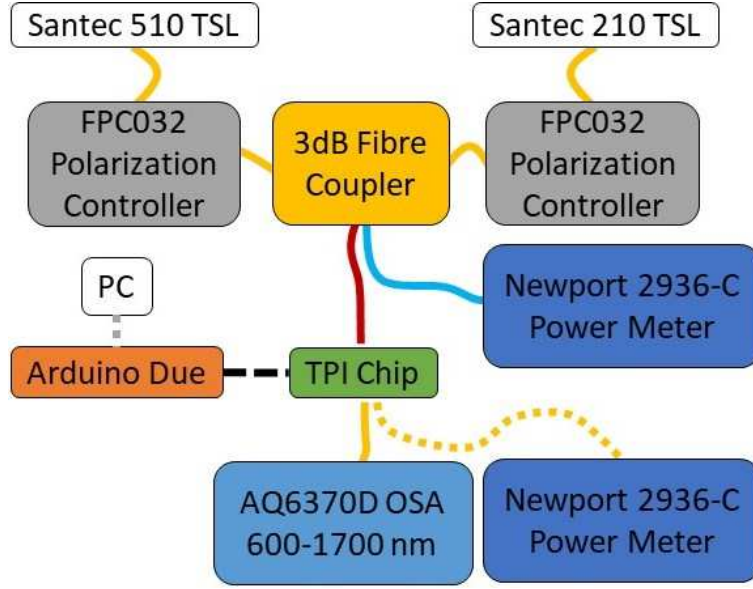 Santec 510 TSL
Santec 210 TSL
FPC032
Polarization
Controller
3dB Fibre
Coupler
FPC032
Polarization
Controller
PC
Newport 2936-C
Power Meter
Arduino Due
TPI Chip
AQ6370D OSA
600-1700 nm
Newport 2936-C
Power Meter